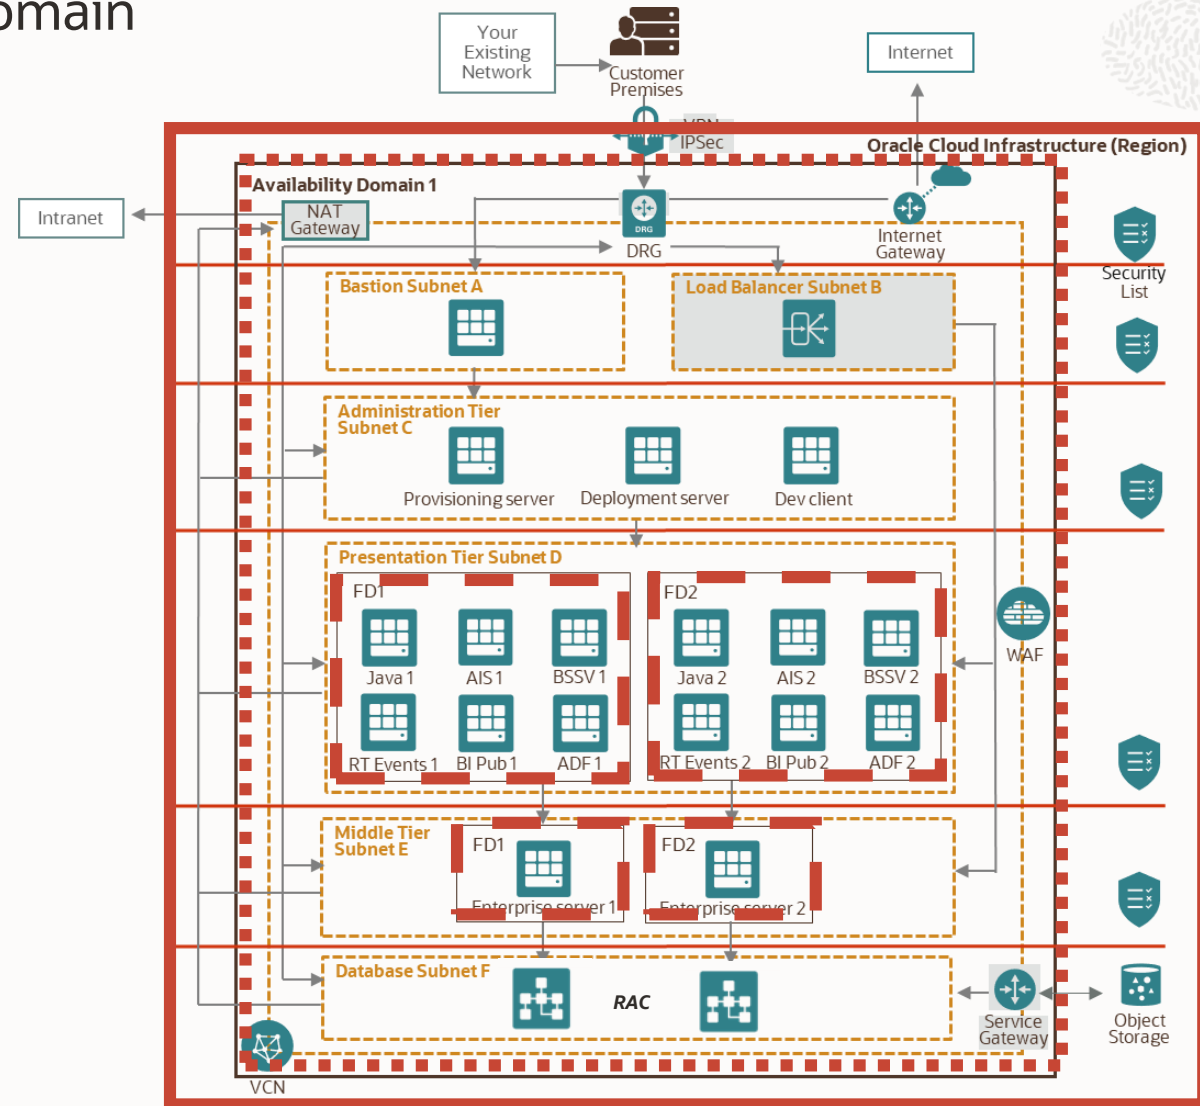 omain
Your
Existing
Network
Customer
Premises
Internet
VPN
IPSec
Oracle Cloud Infrastructure (Region)
Availability Domain 1
Intranet
NAT
Gateway
DRG
DRG
Internet
Gateway
Security
List
Bastion Subnet A
Load Balancer Subnet B
Administration Tier
Subnet C
Provisioning server
Deployment server
Dev client
Presentation Tier Subnet D
FD1
FD2
Java 1
AIS 1
BSSV 1
Java 2
AIS 2
BSSV 2
WAF
RT Events 1
BI Pub 1
ADF 1
RT Events 2
BI Pub 2
ADF 2
Middle Tier
Subnet E
FD1
FD2
Enterprise server 1
Enterprise server 2
Database Subnet F
RAC
Service
Gateway
Object
Storage
VCN